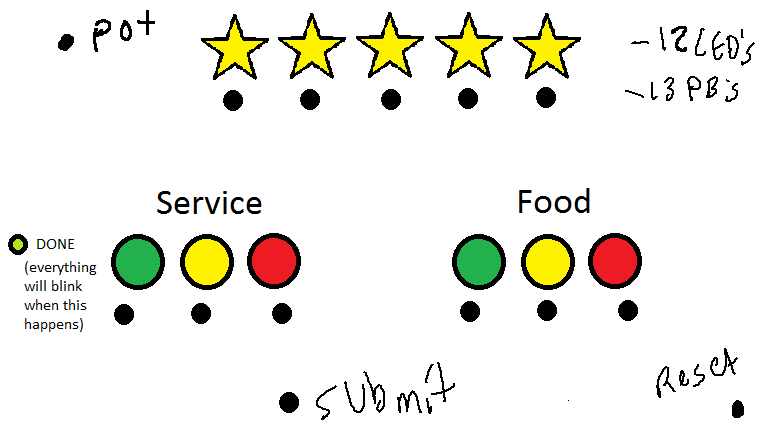 pot
-12 LED's
-13 PB's
Service
Food
DONE
(everything
will blink
when this
happens)
submit
Reset